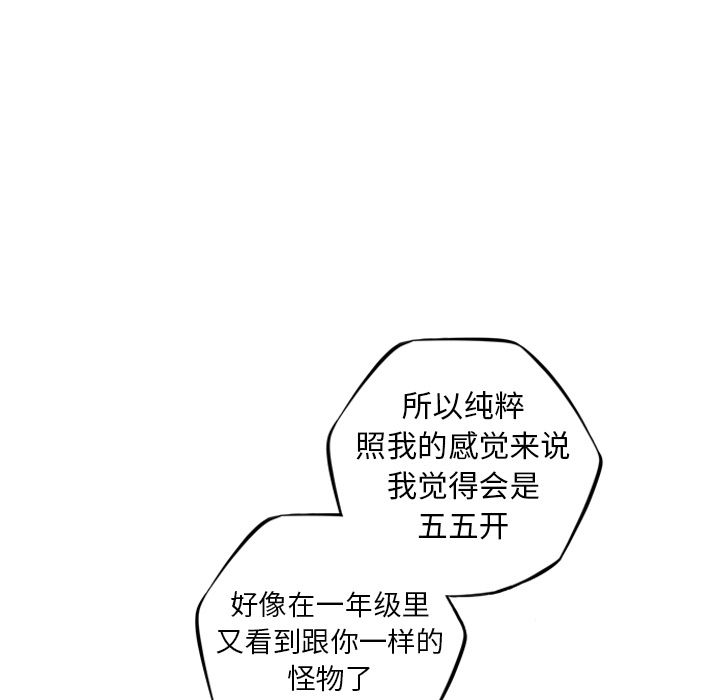 所以纯粹
照我的感觉来说
我觉得会是
五五开
好像在一年级里
又看到跟你一样的
怪物了